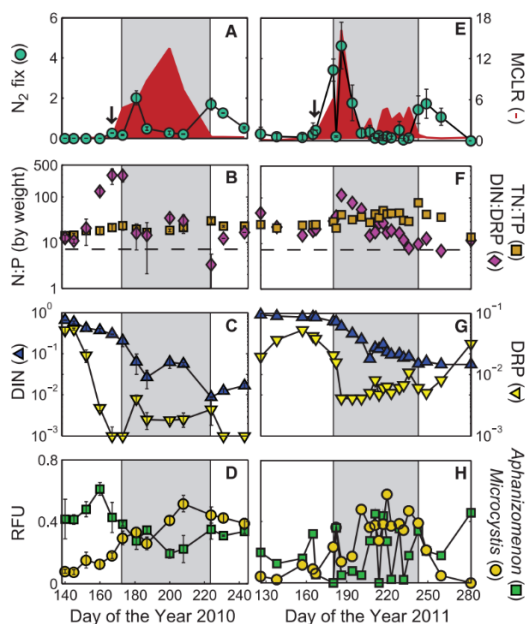 A
E
6
4
2
0
N₂ fix (●)
18
12
6
0
MCLR (-)
B
F
500
100
10
1
N:P (by weight)
TN:TP (■)
DIN:DRP (◆)
C
G
10⁰
10⁻¹
10⁻²
10⁻³
DIN (▲)
10⁻¹
10⁻²
10⁻³
DRP (▼)
D
H
0.8
0.4
0
RFU
Aphanizomenon (■)
Microcystis (●)
140 160 180 200 220 240
130 160 190 220 250 281
Day of the Year 2010
Day of the Year 2011